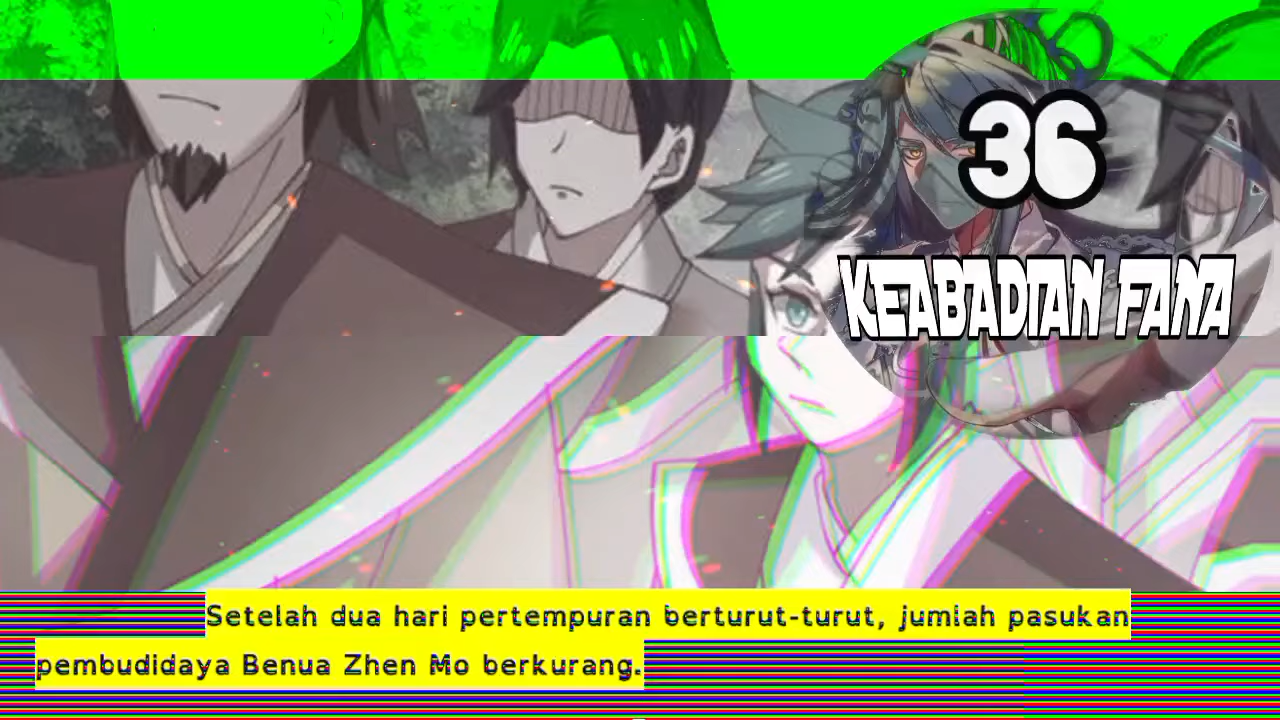 36
KEABADIAN FANA
Setelah dua hari pertempuran berturut-turut, jumlah pasukan
pembudidaya Benua Zhen Mo berkurang.